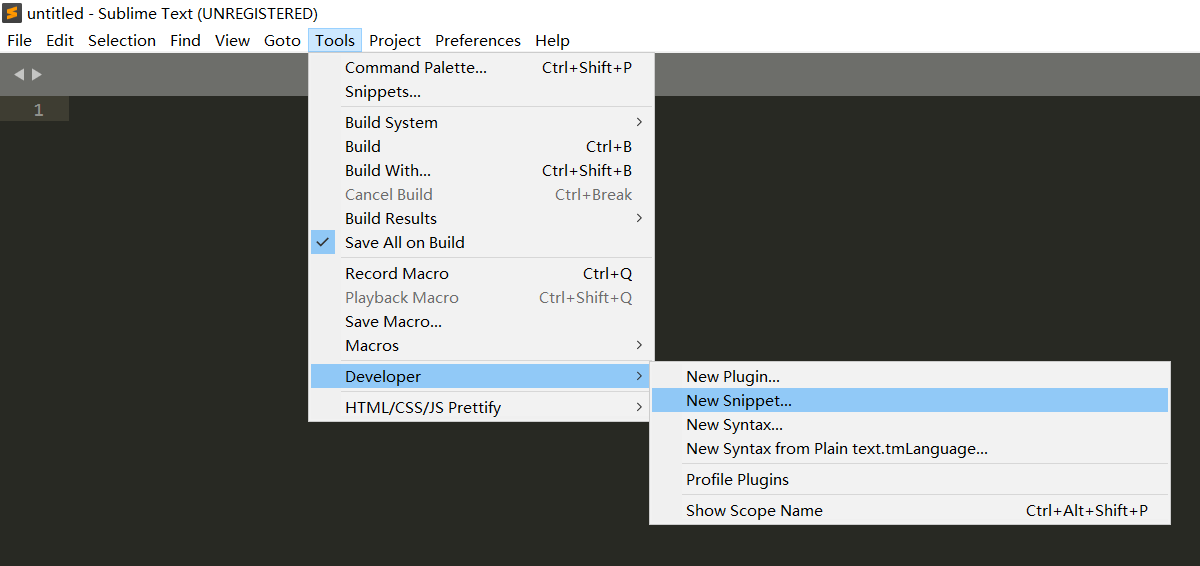 untitled - Sublime Text (UNREGISTERED)
File Edit Selection Find View Goto Tools Project Preferences Help
1
Command Palette... Ctrl+Shift+P
Snippets...
Build System
Build Ctrl+B
Build With... Ctrl+Shift+B
Cancel Build Ctrl+Break
Build Results
Save All on Build
Record Macro Ctrl+Q
Playback Macro Ctrl+Shift+Q
Save Macro...
Macros
Developer
HTML/CSS/JS Prettify
New Plugin...
New Snippet...
New Syntax...
New Syntax from Plain text.tmLanguage...
Profile Plugins
Show Scope Name Ctrl+Alt+Shift+P